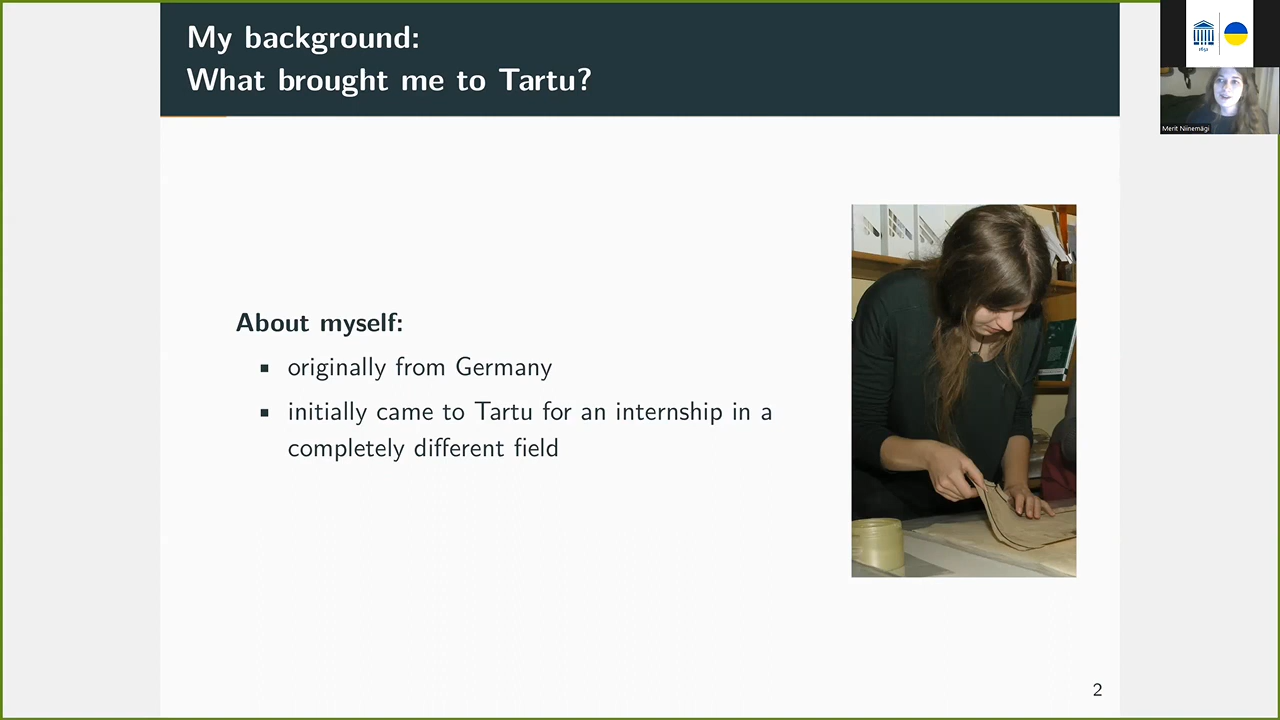 My background:
What brought me to Tartu?
About myself:
originally from Germany
initially came to Tartu for an internship in a
completely different field
2
1632
Merit Niinemägi